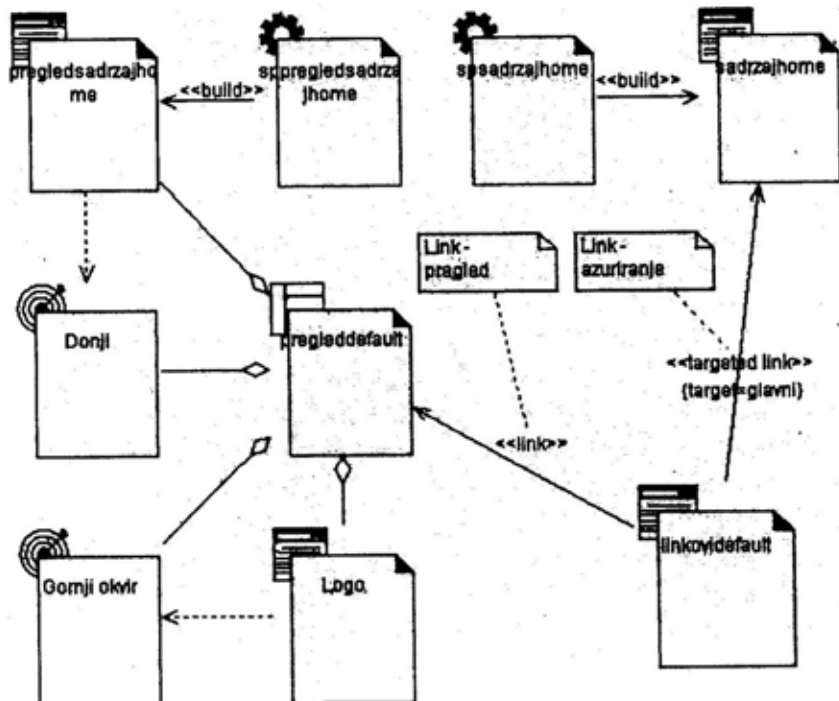 pregledsadrzajho
me
<<build>>
sppregledsadrza
jhome
spsadrzajhome
<<build>>
sadrzajhome
Link-
pregled
Link-
azuriranje
Donji
pregleddefault
<<targeted link>>
{target=glavni}
<<link>>
linkovidefault
Gornji okvir
Logo